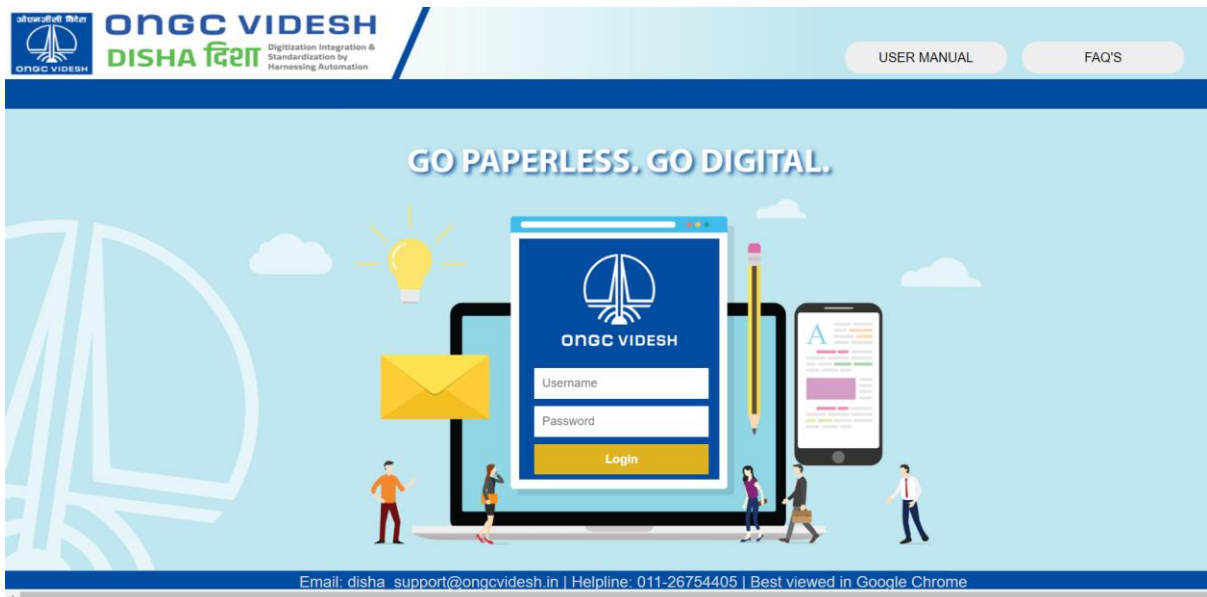 ओएनजीसी विदेश
ONGC VIDESH
ONGC VIDESH
DISHA दिशा
Digitization Integration &
Standardization by
Harnessing Automation
USER MANUAL
FAQ'S
GO PAPERLESS. GO DIGITAL.
ONGC VIDESH
Username
Password
Login
A
Email: disha_support@ongcvidesh.in | Helpline: 011-26754405 | Best viewed in Google Chrome